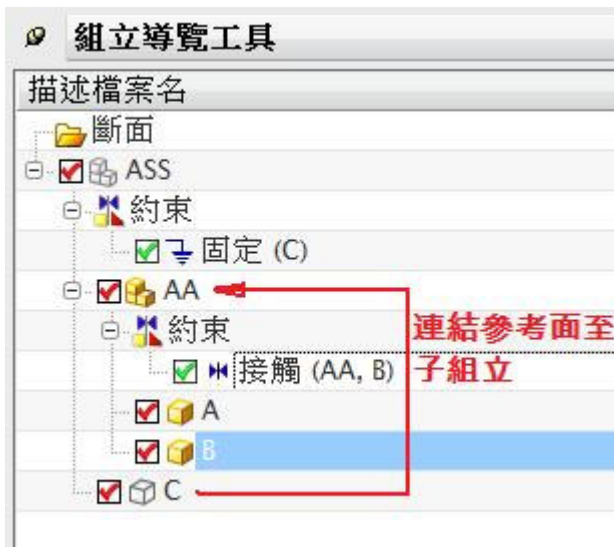 組立導覽工具
描述檔案名
斷面
ASS
約束
固定 (C)
AA
約束
連結參考面至
接觸 (AA, B)
子組立
A
B
C